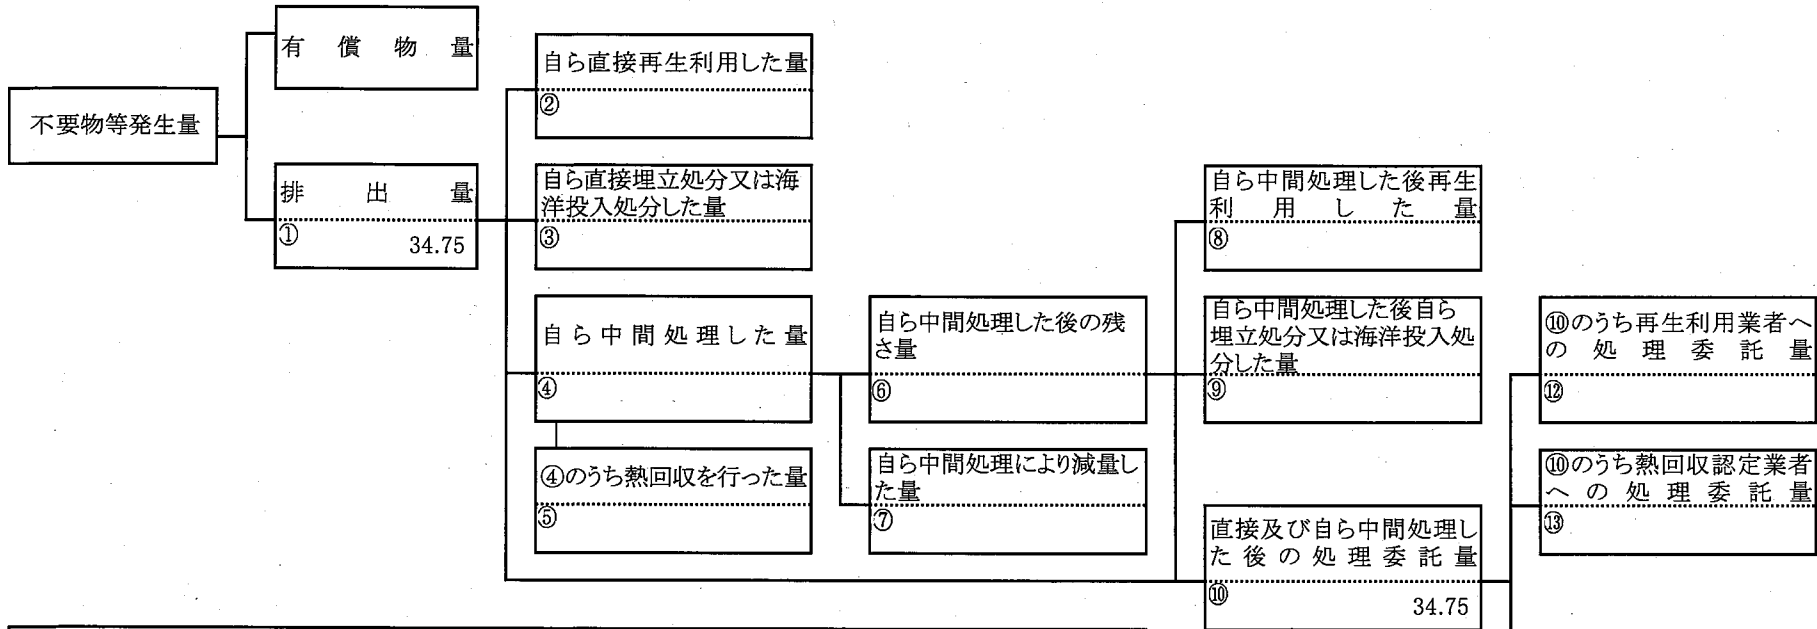 有償物量
不要物等発生量
排出量
①
34.75
自ら直接再生利用した量
②
自ら直接埋立処分又は海
洋投入処分した量
③
自ら中間処理した量
④
④のうち熱回収を行った量
⑤
自ら中間処理した後の残
さ量
⑥
自ら中間処理により減量し
た量
⑦
自ら中間処理した後再生
利用した量
⑧
自ら中間処理した後自ら
埋立処分又は海洋投入処
分した量
⑨
直接及び自ら中間処理し
た後の処理委託量
⑩
34.75
⑩のうち再生利用業者へ
の処理委託量
⑫
⑩のうち熱回収認定業者
への処理委託量
⑬